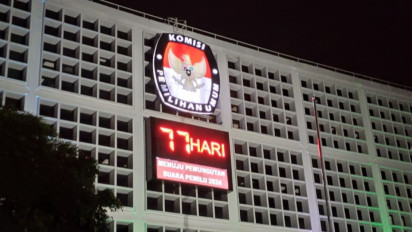 KOMISI
PEMILIHAN UMUM
77 HARI
MENUJU PEMUNGUTAN
SUARA PEMILU 2024